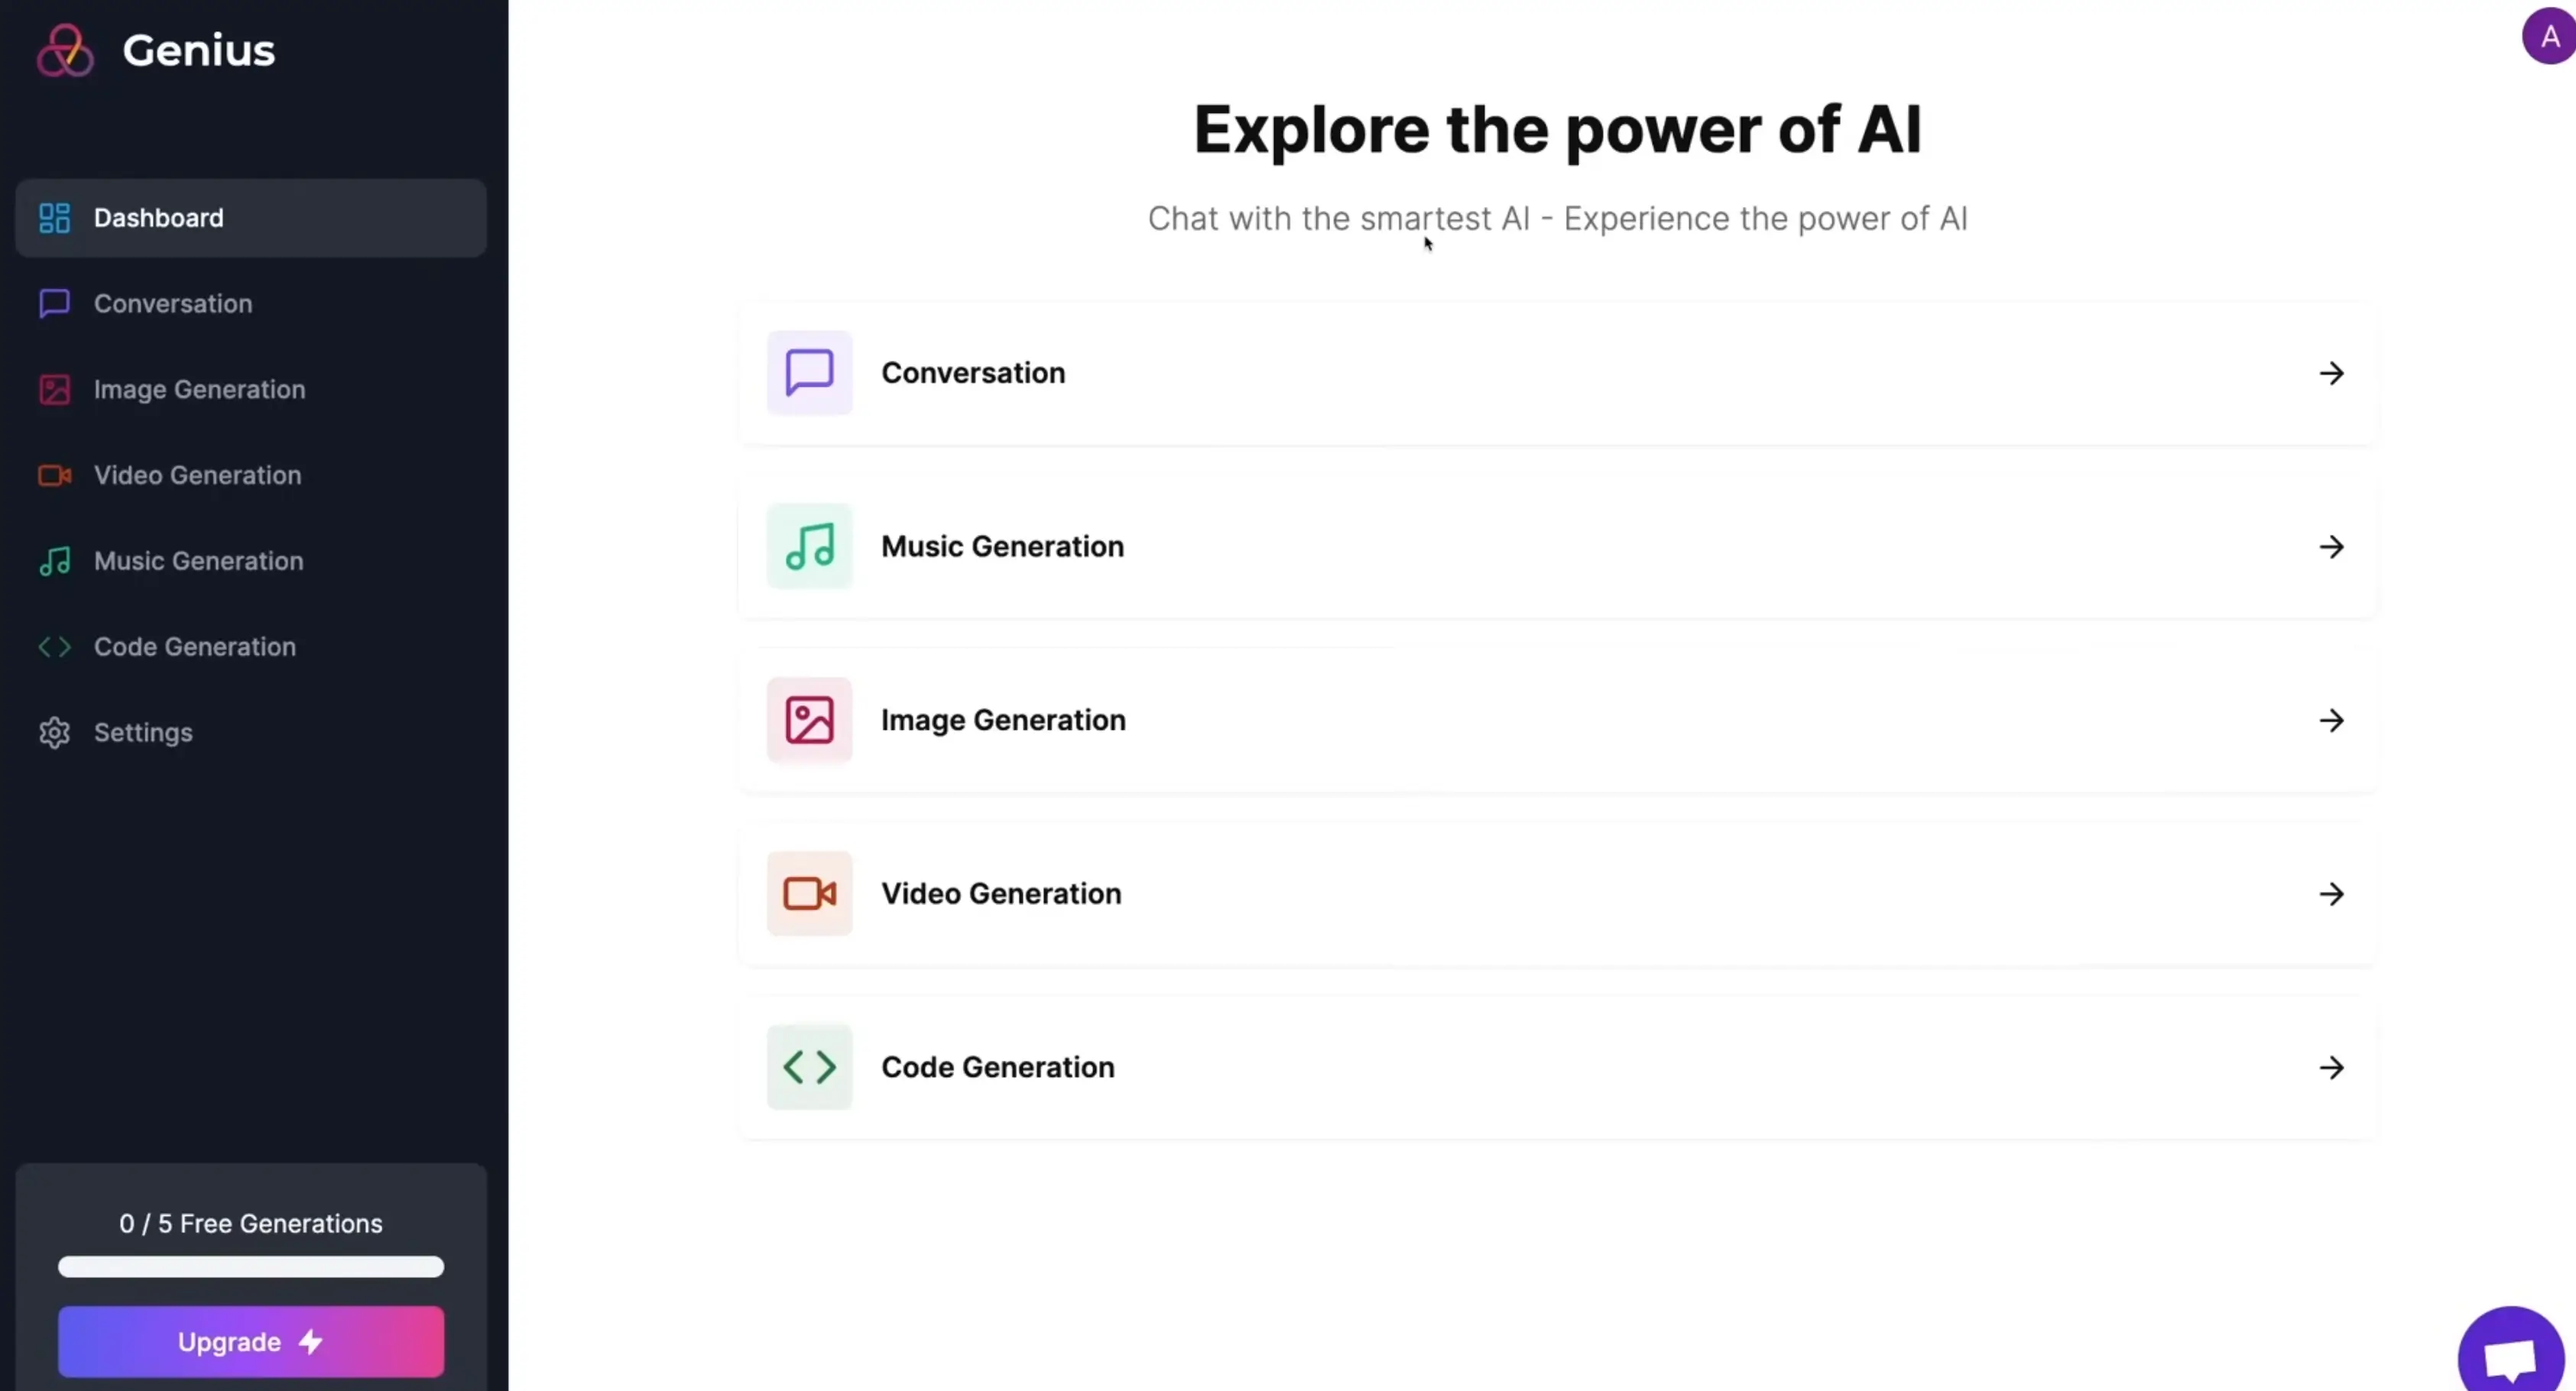 Genius
Dashboard
Conversation
Image Generation
Video Generation
Music Generation
Code Generation
Settings
0 / 5 Free Generations
Upgrade
A
Explore the power of AI
Chat with the smartest AI - Experience the power of AI
Conversation
Music Generation
Image Generation
Video Generation
Code Generation